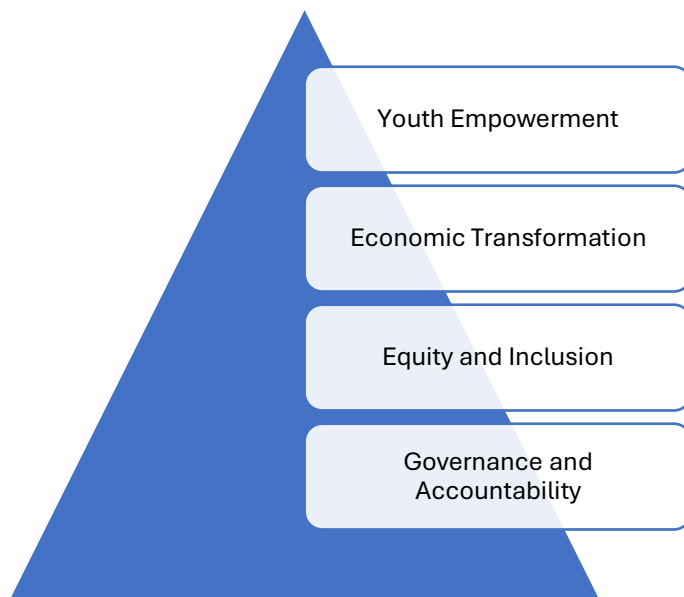 Youth Empowerment
Economic Transformation
Equity and Inclusion
Governance and
Accountability